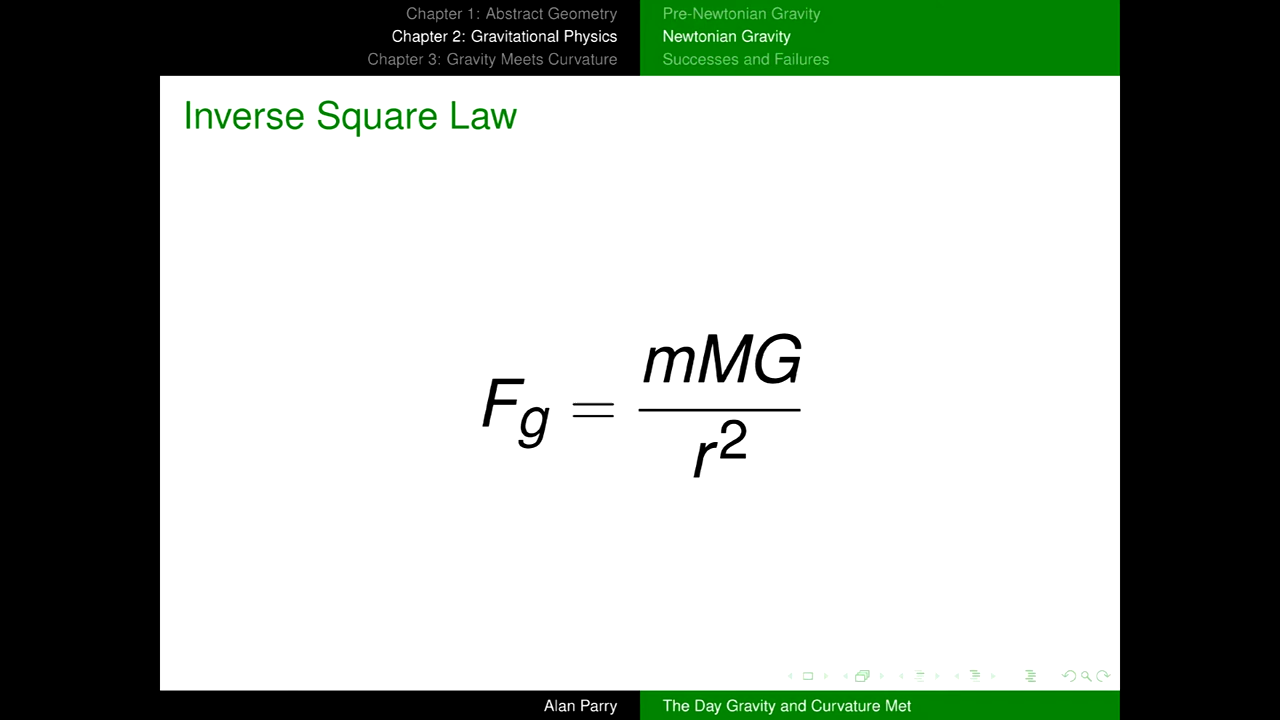 Chapter 1: Abstract Geometry
Chapter 2: Gravitational Physics
Chapter 3: Gravity Meets Curvature
Pre-Newtonian Gravity
Newtonian Gravity
Successes and Failures
Inverse Square Law
F_g = \frac{mMG}{r^2}
Alan Parry
The Day Gravity and Curvature Met